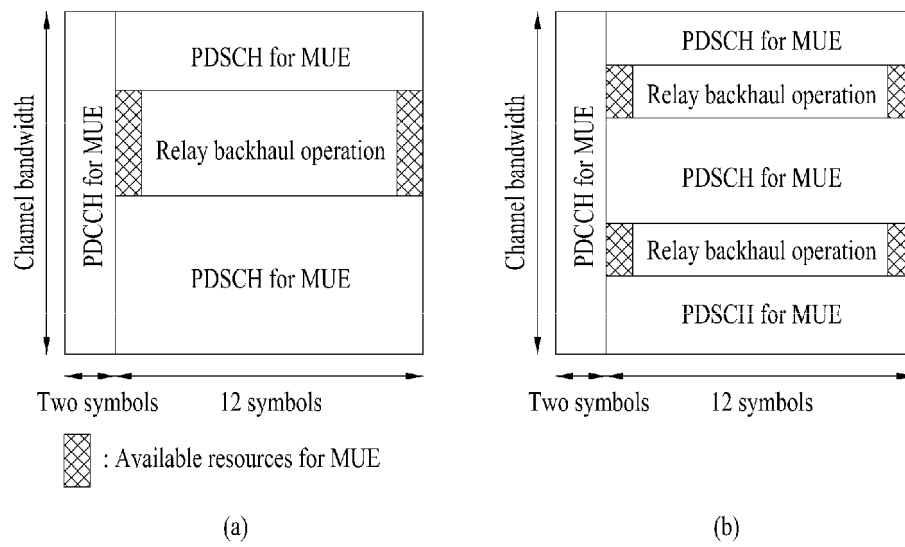 Channel bandwidth
PDCCH for MUE
PDSCH for MUE
Relay backhaul operation
PDSCH for MUE
Two symbols
12 symbols
: Available resources for MUE
(a)
Channel bandwidth
PDCCH for MUE
PDSCH for MUE
Relay backhaul operation
PDSCH for MUE
Relay backhaul operation
PDSCH for MUE
Two symbols
12 symbols
(b)